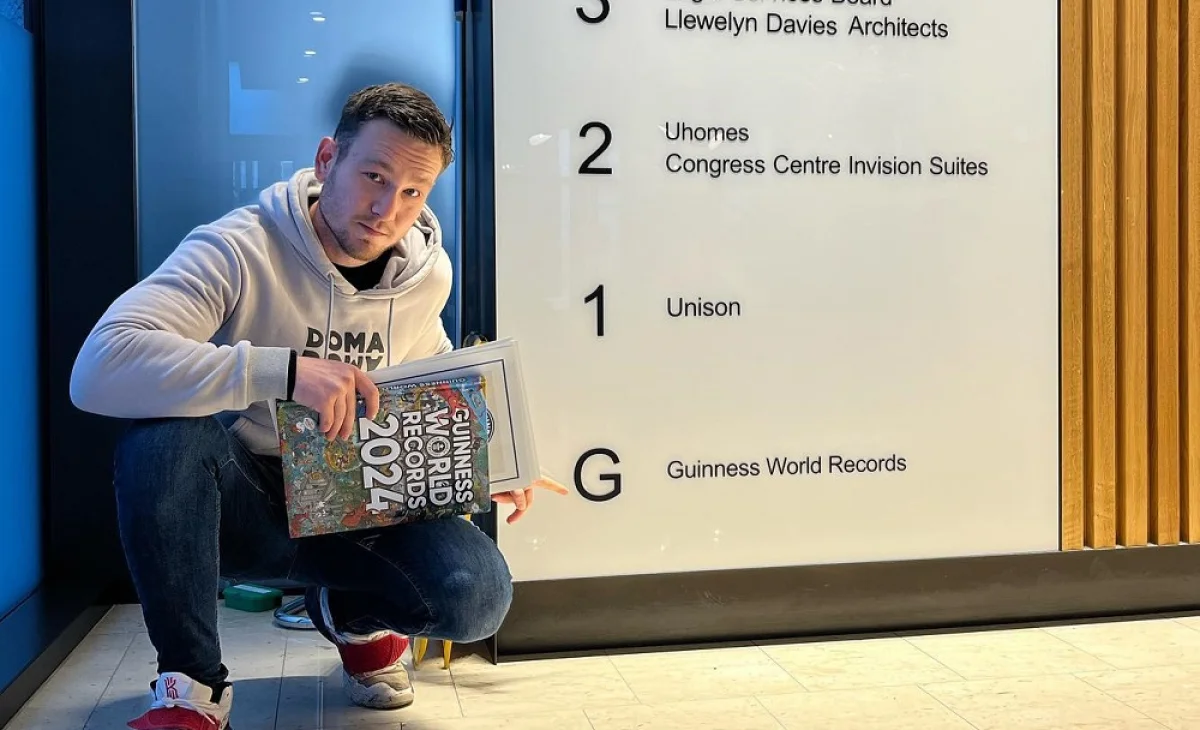 3
Llewelyn Davies Architects
2
Uhomes
Congress Centre Invision Suites
1
Unison
G
Guinness World Records
DOMA
GUINNESS
WORLD
RECORDS
2024